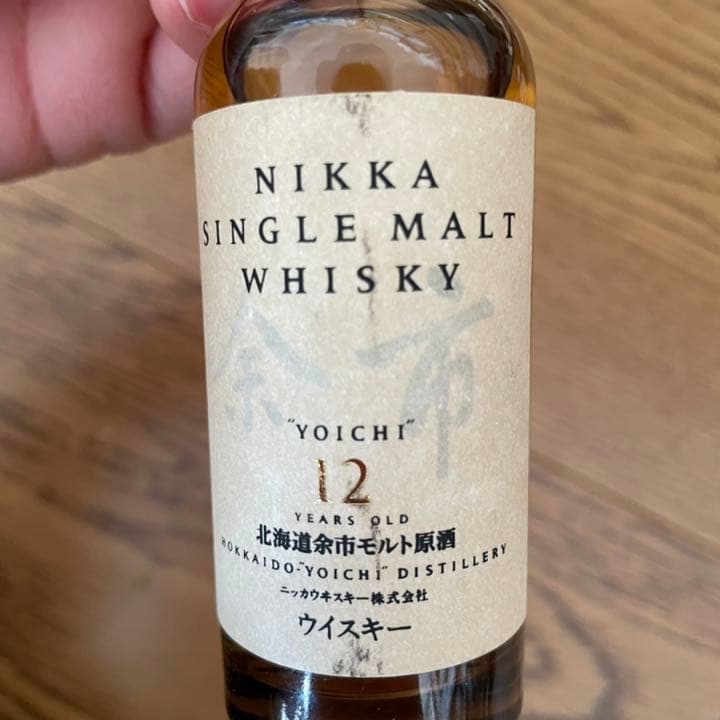 NIKKA
SINGLE MALT
WHISKY
余市
"YOICHI"
12
YEARS OLD
北海道余市モルト原酒
HOKKAIDO-"YOICHI" DISTILLERY
ニッカウヰスキー株式会社
ウイスキー